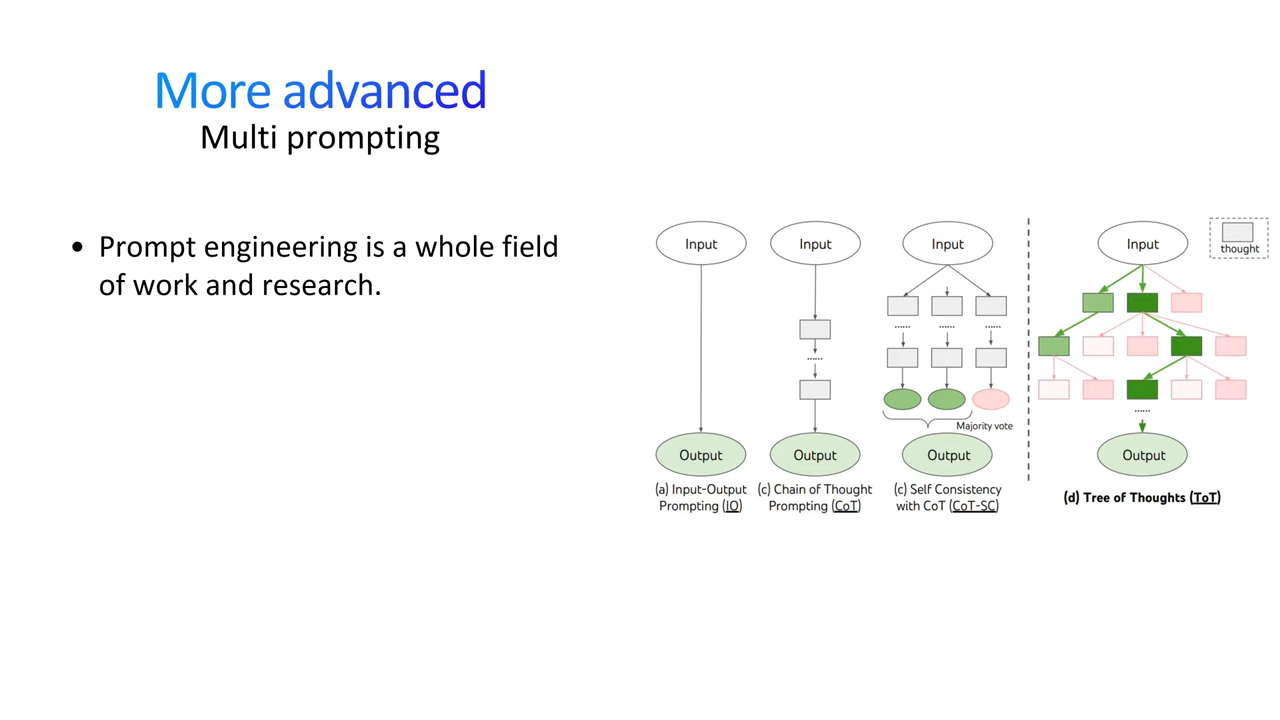 More advanced
Multi prompting
• Prompt engineering is a whole field
of work and research.
Input
Input
Input
Input
thought
......
......
......
......
......
Majority vote
Output
Output
Output
Output
(a) Input-Output
Prompting (IO)
(c) Chain of Thought
Prompting (CoT)
(c) Self Consistency
with CoT (CoT-SC)
(d) Tree of Thoughts (ToT)